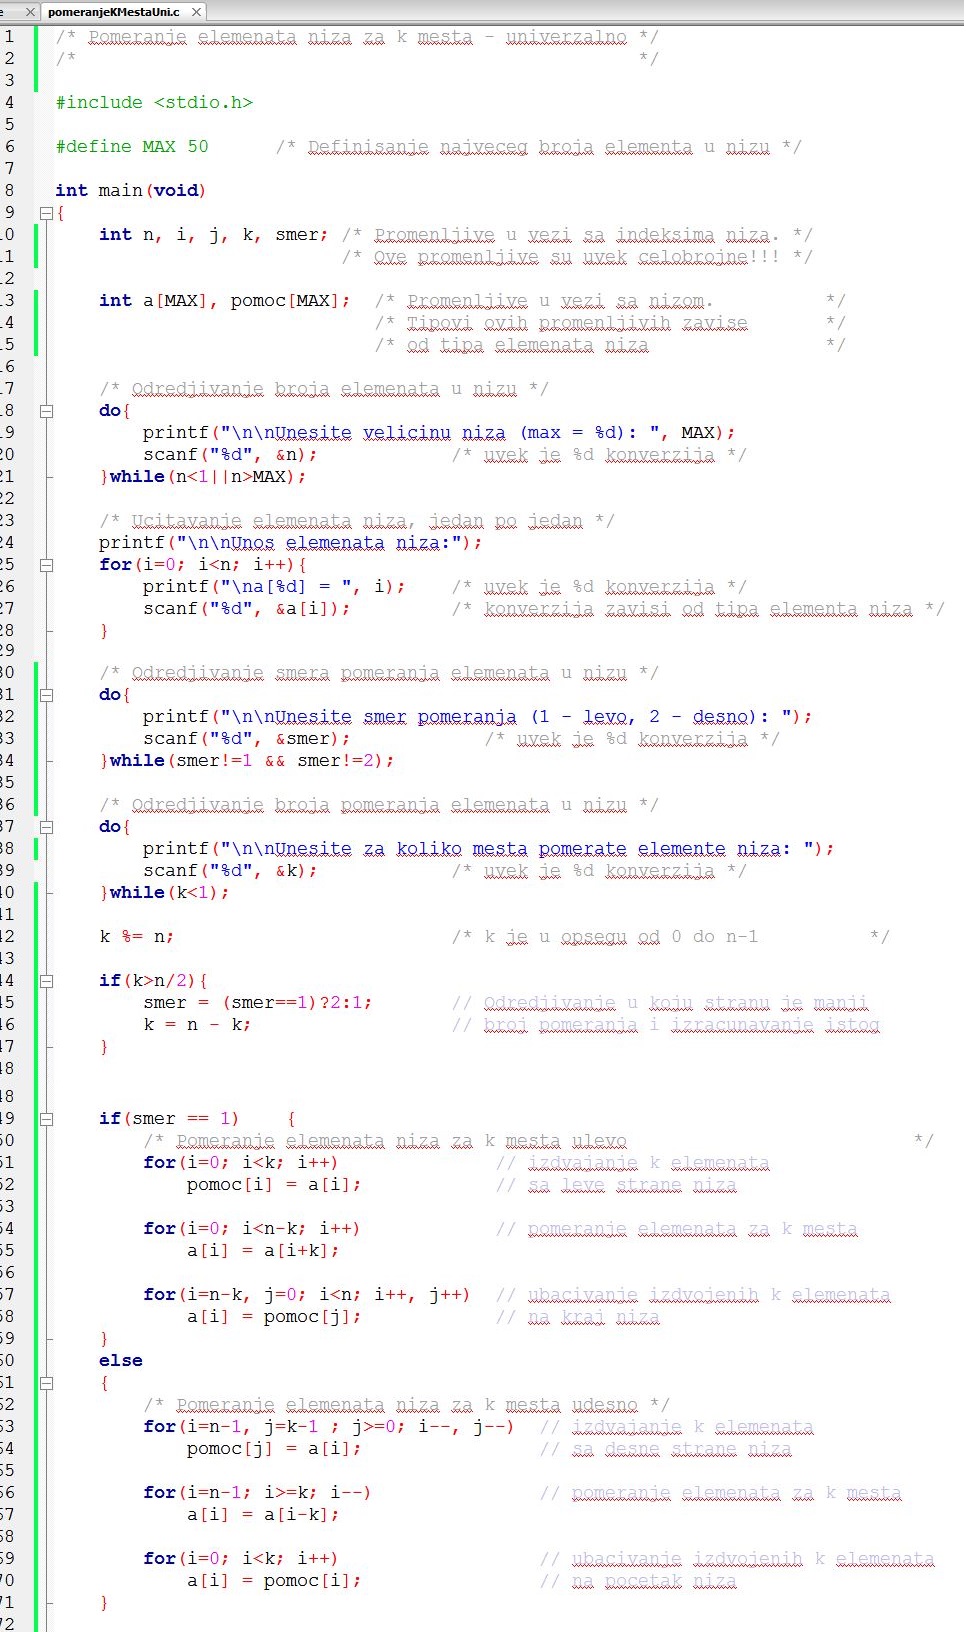 e × pomeranjeKMestaUni.c ×
1 /* Pomeranje elemenata niza za k mesta - univerzalno */
2 /* */
3
4 #include <stdio.h>
5
6 #define MAX 50 /* Definisanje najveceg broja elementa u nizu */
7
8 int main(void)
9 {
10 int n, i, j, k, smer; /* Promenljive u vezi sa indeksima niza. */
11 /* Ove promenljive su uvek celobrojne!!! */
12
13 int a[MAX], pomoc[MAX]; /* Promenljive u vezi sa nizom. */
14 /* Tipovi ovih promenljivih zavise */
15 /* od tipa elemenata niza */
16
17 /* Odredjivanje broja elemenata u nizu */
18 do{
19 printf("\n\nUnesite velicinu niza (max = %d): ", MAX);
20 scanf("%d", &n); /* uvek je %d konverzija */
21 }while(n<1||n>MAX);
22
23 /* Ucitavanje elemenata niza, jedan po jedan */
24 printf("\n\nUnos elemenata niza:");
25 for(i=0; i<n; i++){
26 printf("\na[%d] = ", i); /* uvek je %d konverzija */
27 scanf("%d", &a[i]); /* konverzija zavisi od tipa elementa niza */
28 }
29
30 /* Odredjivanje smera pomeranja elemenata u nizu */
31 do{
32 printf("\n\nUnesite smer pomeranja (1 - levo, 2 - desno): ");
33 scanf("%d", &smer); /* uvek je %d konverzija */
34 }while(smer!=1 && smer!=2);
35
36 /* Odredjivanje broja pomeranja elemenata u nizu */
37 do{
38 printf("\n\nUnesite za koliko mesta pomerate elemente niza: ");
39 scanf("%d", &k); /* uvek je %d konverzija */
40 }while(k<1);
41
42 k %= n; /* k je u opsegu od 0 do n-1 */
43
44 if(k>n/2){
45 smer = (smer==1)?2:1; // Odredjivanje u koju stranu je manji
46 k = n - k; // broj pomeranja i izracunavanje istog
47 }
48
48
49 if(smer == 1) {
50 /* Pomeranje elemenata niza za k mesta ulevo */
51 for(i=0; i<k; i++) // izdvajanje k elemenata
52 pomoc[i] = a[i]; // sa leve strane niza
53
54 for(i=0; i<n-k; i++) // pomeranje elemenata za k mesta
55 a[i] = a[i+k];
56
57 for(i=n-k, j=0; i<n; i++, j++) // ubacivanje izdvojenih k elemenata
58 a[i] = pomoc[j]; // na kraj niza
59 }
60 else
61 {
62 /* Pomeranje elemenata niza za k mesta udesno */
63 for(i=n-1, j=k-1 ; j>=0; i--, j--) // izdvajanje k elemenata
64 pomoc[j] = a[i]; // sa desne strane niza
65
66 for(i=n-1; i>=k; i--) // pomeranje elemenata za k mesta
67 a[i] = a[i-k];
68
69 for(i=0; i<k; i++) // ubacivanje izdvojenih k elemenata
70 a[i] = pomoc[i]; // na pocetak niza
71 }
72